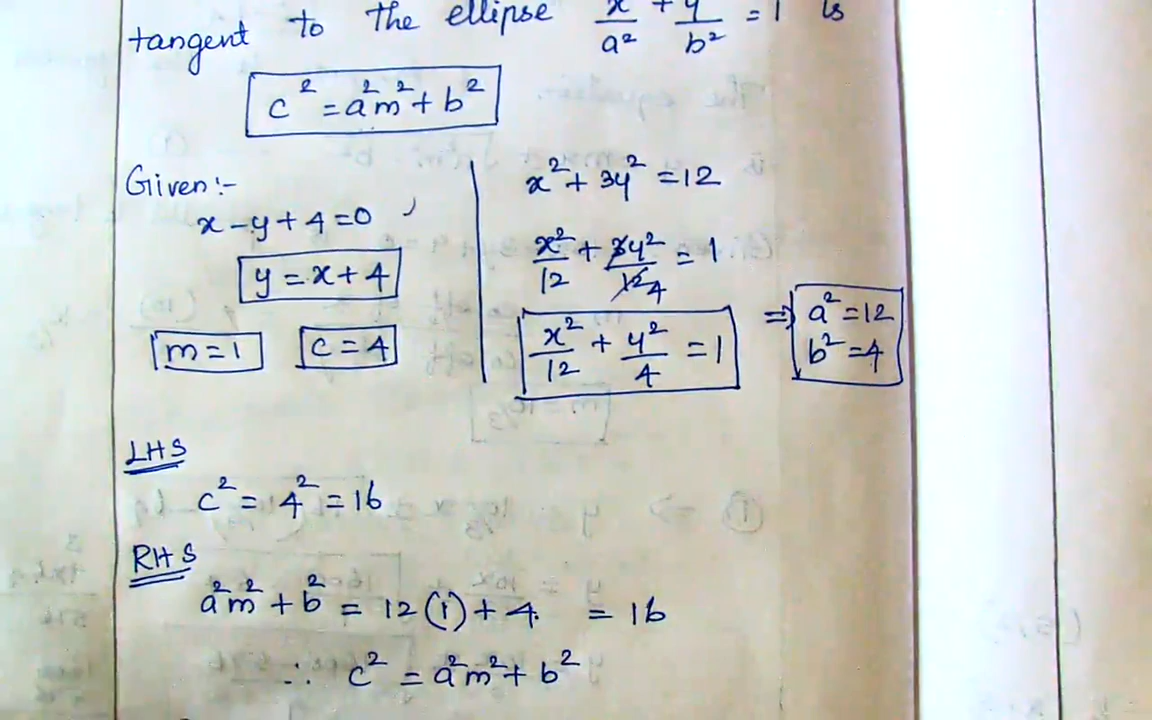 tangent to the ellipse x/a² + y/b² = 1 is
c² = a²m² + b²
Given :-
x - y + 4 = 0
y = x + 4
m = 1 c = 4
x² + 3y² = 12
x²/12 + 3y²/12 4 = 1
x²/12 + y²/4 = 1
⇒ a² = 12
b² = 4
LHS
c² = 4² = 16
RHS
a²m² + b² = 12(1) + 4. = 16
∴ c² = a²m² + b²